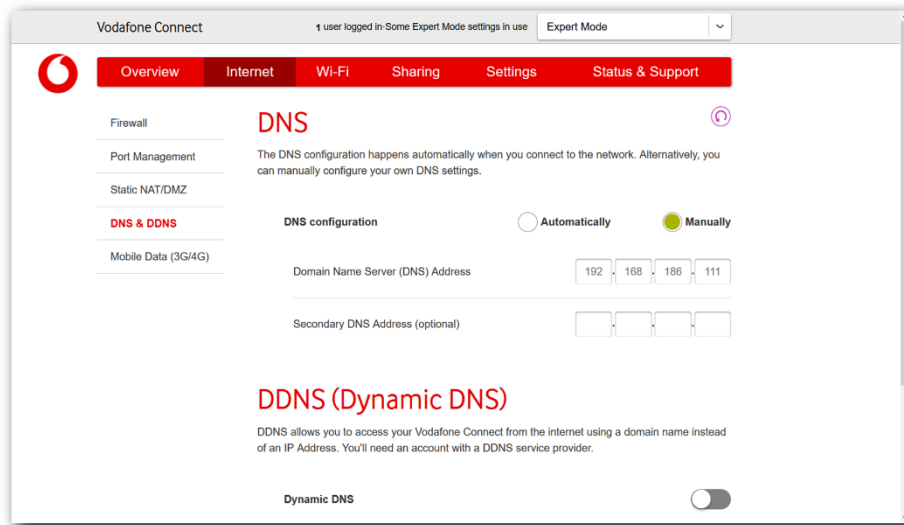 Vodafone Connect
1 user logged in-Some Expert Mode settings in use
Expert Mode
Overview
Internet
Wi-Fi
Sharing
Settings
Status & Support
Firewall
Port Management
Static NAT/DMZ
DNS & DDNS
Mobile Data (3G/4G)
DNS
The DNS configuration happens automatically when you connect to the network. Alternatively, you
can manually configure your own DNS settings.
DNS configuration
Automatically
Manually
Domain Name Server (DNS) Address
192 . 168 . 186 . 111
Secondary DNS Address (optional)
. . .
DDNS (Dynamic DNS)
DDNS allows you to access your Vodafone Connect from the internet using a domain name instead
of an IP Address. You'll need an account with a DDNS service provider.
Dynamic DNS